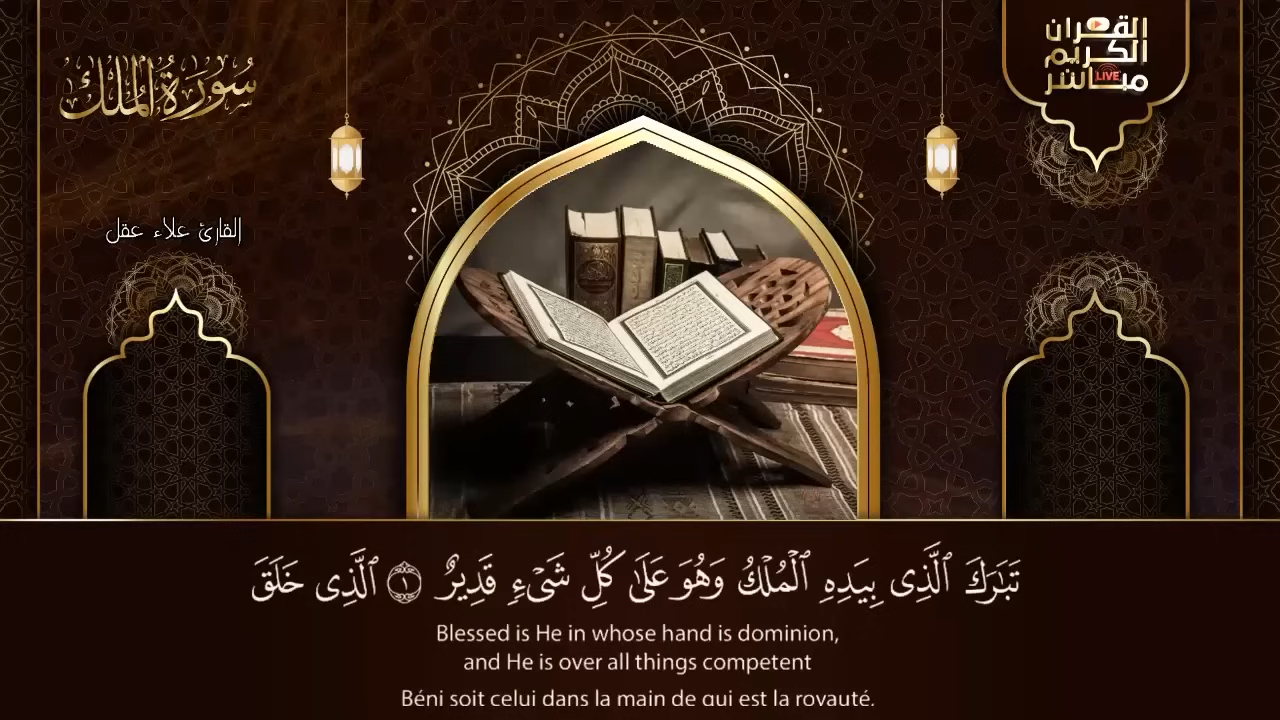 سورة الملك
القران
الكريم
مباشر
LIVE
القارئ علاء عقل
تَبَٰرَكَ ٱلَّذِى بِيَدِهِ ٱلْمُلْكُ وَهُوَ عَلَىٰ كُلِّ شَىْءٍ قَدِيرٌ ١ ٱلَّذِى خَلَقَ
Blessed is He in whose hand is dominion,
and He is over all things competent
Béni soit celui dans la main de qui est la royauté.